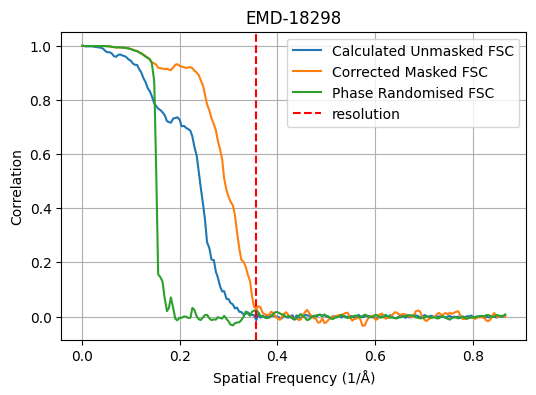 EMD-18298
Correlation
1.0
0.8
0.6
0.4
0.2
0.0
Calculated Unmasked FSC
Corrected Masked FSC
Phase Randomised FSC
resolution
0.0 0.2 0.4 0.6 0.8
Spatial Frequency (1/Å)